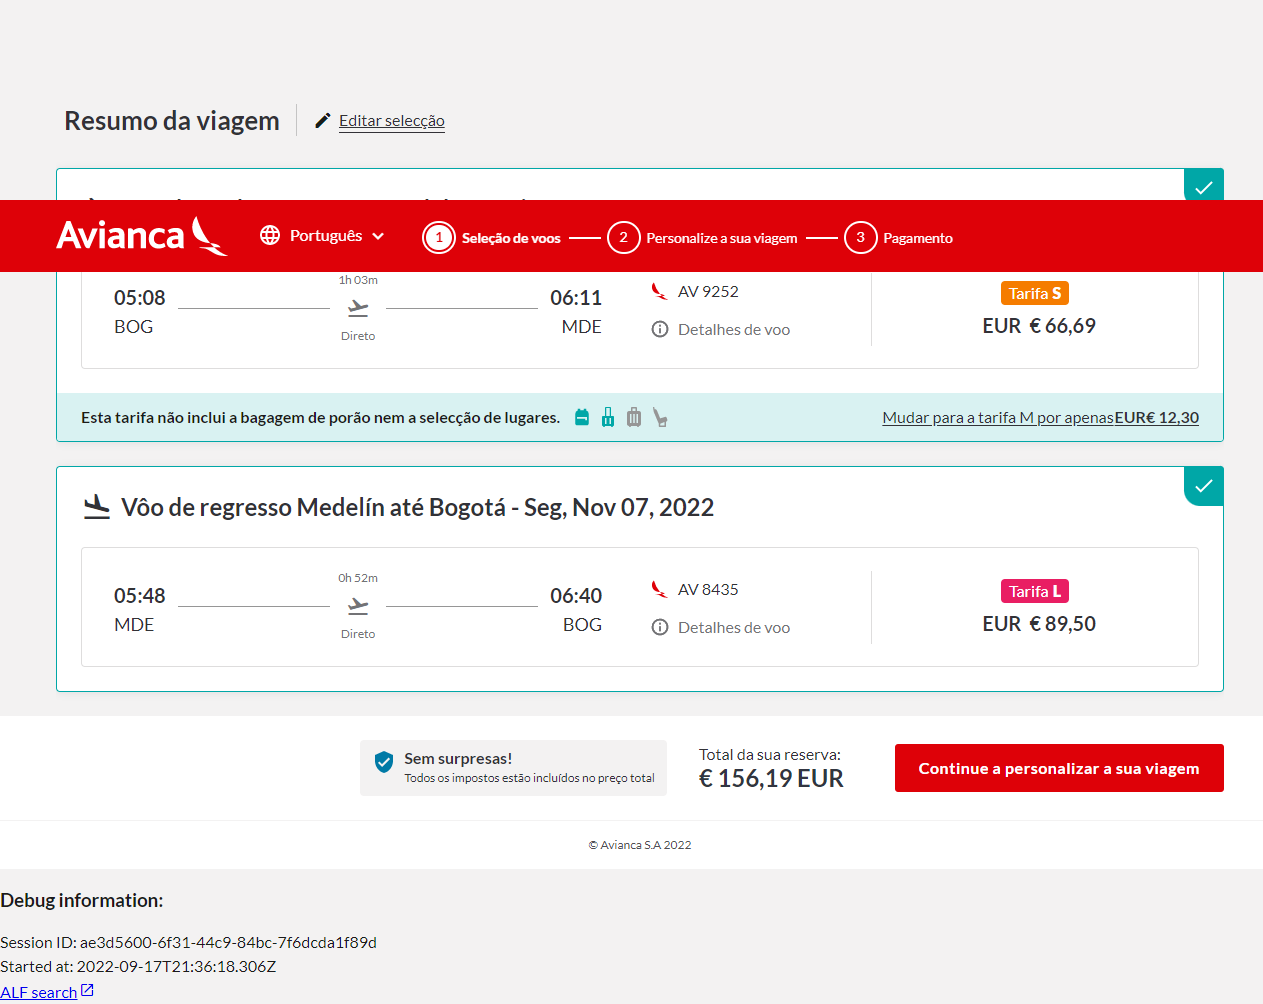 Resumo da viagem
Editar selecção
Avianca
Português
1 Seleção de voos
2 Personalize a sua viagem
3 Pagamento
1h 03m
05:08
06:11
AV 9252
Tarifa S
BOG
MDE
Direto
Detalhes de voo
EUR € 66,69
Esta tarifa não inclui a bagagem de porão nem a selecção de lugares.
Mudar para a tarifa M por apenasEUR€ 12,30
Vôo de regresso Medelín até Bogotá - Seg, Nov 07, 2022
0h 52m
05:48
06:40
AV 8435
Tarifa L
MDE
BOG
Direto
Detalhes de voo
EUR € 89,50
Sem surpresas!
Todos os impostos estão incluídos no preço total
Total da sua reserva:
€ 156,19 EUR
Continue a personalizar a sua viagem
© Avianca S.A 2022
Debug information:
Session ID: ae3d5600-6f31-44c9-84bc-7f6dcda1f89d
Started at: 2022-09-17T21:36:18.306Z
ALF search